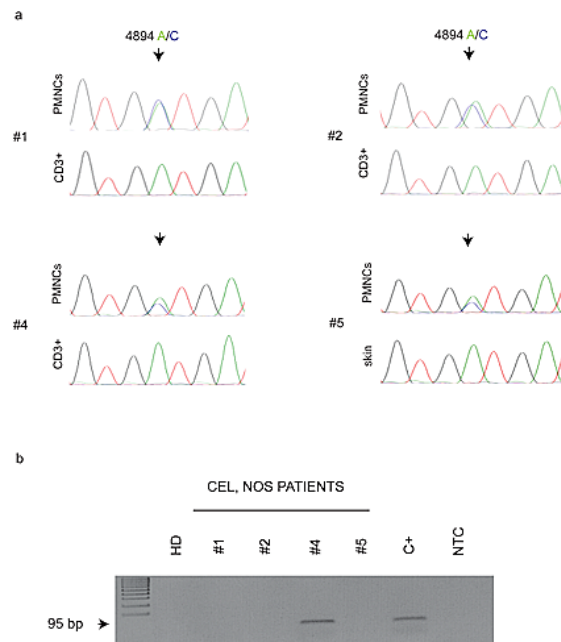 a
4894 A/C
4894 A/C
PMNCs
#1
CD3+
PMNCs
#2
CD3+
PMNCs
#4
CD3+
PMNCs
#5
skin
b
CEL, NOS PATIENTS
HD
#1
#2
#4
#5
C+
NTC
95 bp